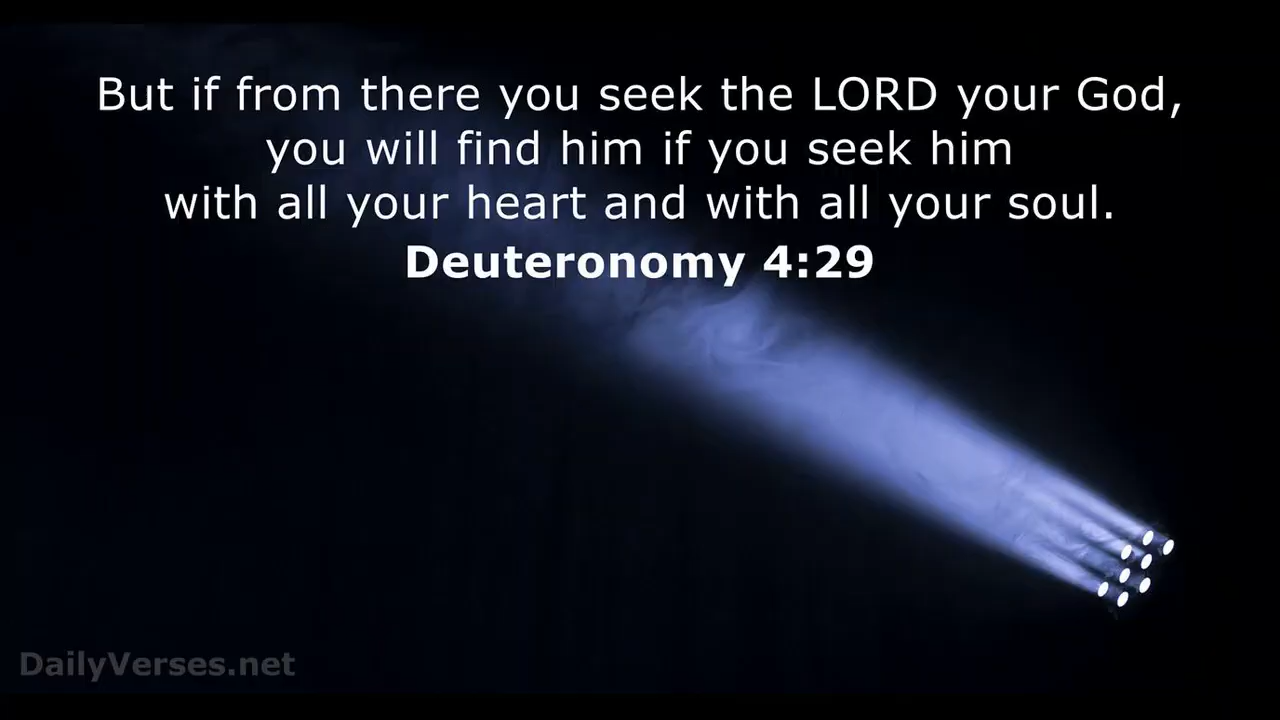 But if from there you seek the LORD your God,
you will find him if you seek him
with all your heart and with all your soul.
Deuteronomy 4:29
DailyVerses.net